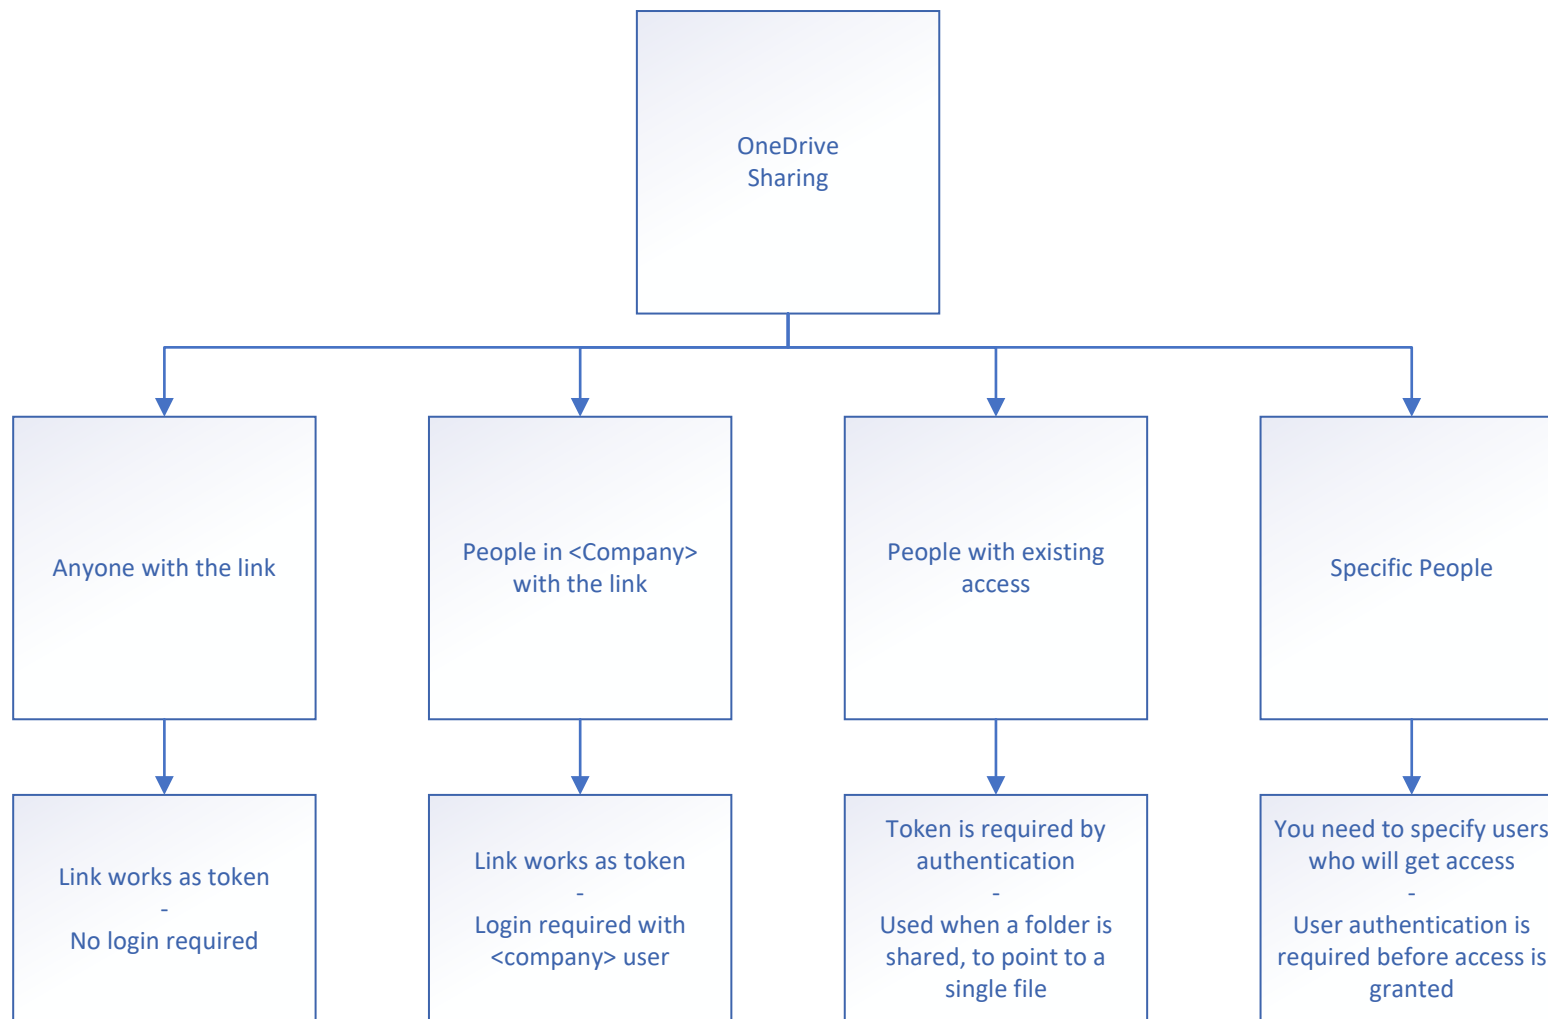 OneDrive
Sharing
Anyone with the link
People in <Company>
with the link
People with existing
access
Specific People
Link works as token
-
No login required
Link works as token
-
Login required with
<company> user
Token is required by
authentication
-
Used when a folder is
shared, to point to a
single file
You need to specify users
who will get access
-
User authentication is
required before access is
granted